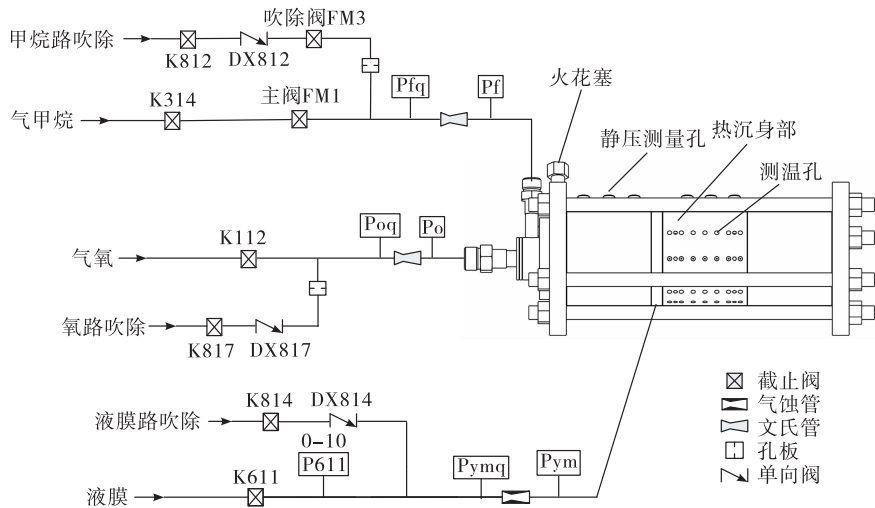 甲烷路吹除
K812
DX812
吹除阀FM3
气甲烷
K314
主阀FM1
Pfq
Pf
火花塞
静压测量孔
热沉身部
测温孔
气氧
K112
Poq
Po
氧路吹除
K817
DX817
液膜路吹除
K814
DX814
0-10
P611
液膜
K611
Pymq
Pym
截止阀
气蚀管
文氏管
孔板
单向阀